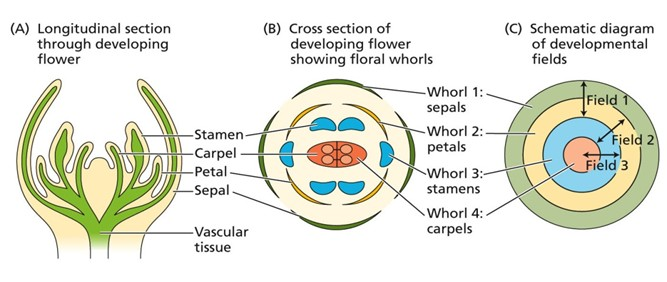 (A) Longitudinal section
through developing
flower
(B) Cross section of
developing flower
showing floral whorls
(C) Schematic diagram
of developmental
fields
Stamen
Carpel
Petal
Sepal
Vascular
tissue
Whorl 1:
sepals
Whorl 2:
petals
Whorl 3:
stamens
Whorl 4:
carpels
Field 1
Field 2
Field 3